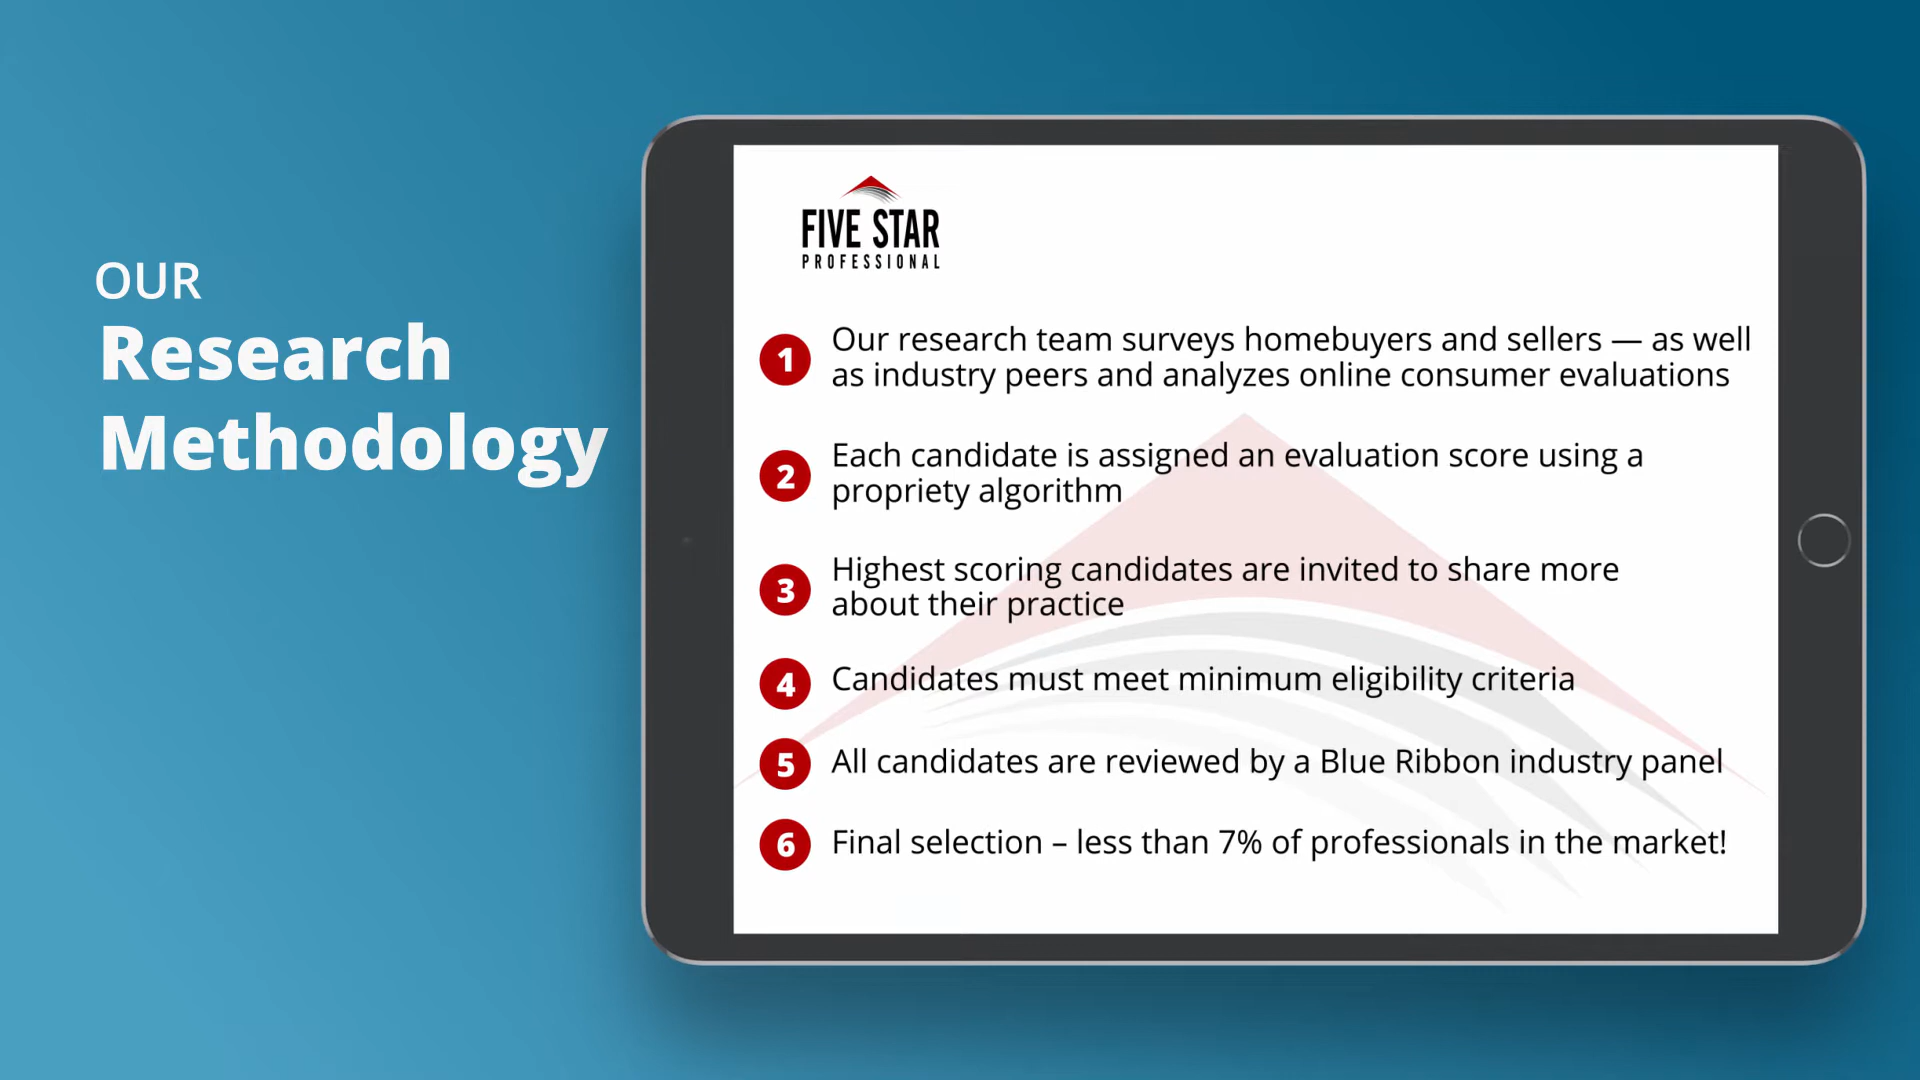 OUR
Research
Methodology
FIVE STAR
PROFESSIONAL
1 Our research team surveys homebuyers and sellers — as well
as industry peers and analyzes online consumer evaluations
2 Each candidate is assigned an evaluation score using a
propriety algorithm
3 Highest scoring candidates are invited to share more
about their practice
4 Candidates must meet minimum eligibility criteria
5 All candidates are reviewed by a Blue Ribbon industry panel
6 Final selection – less than 7% of professionals in the market!